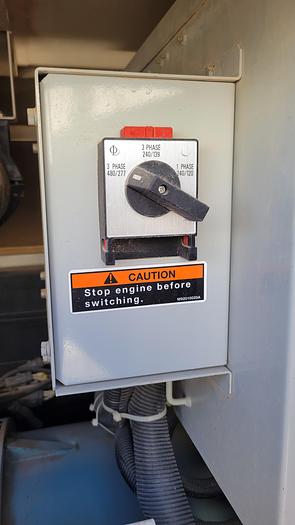 3 PHASE
240/139
3 PHASE
480/277
1 PHASE
240/120
CAUTION
Stop engine before
switching.